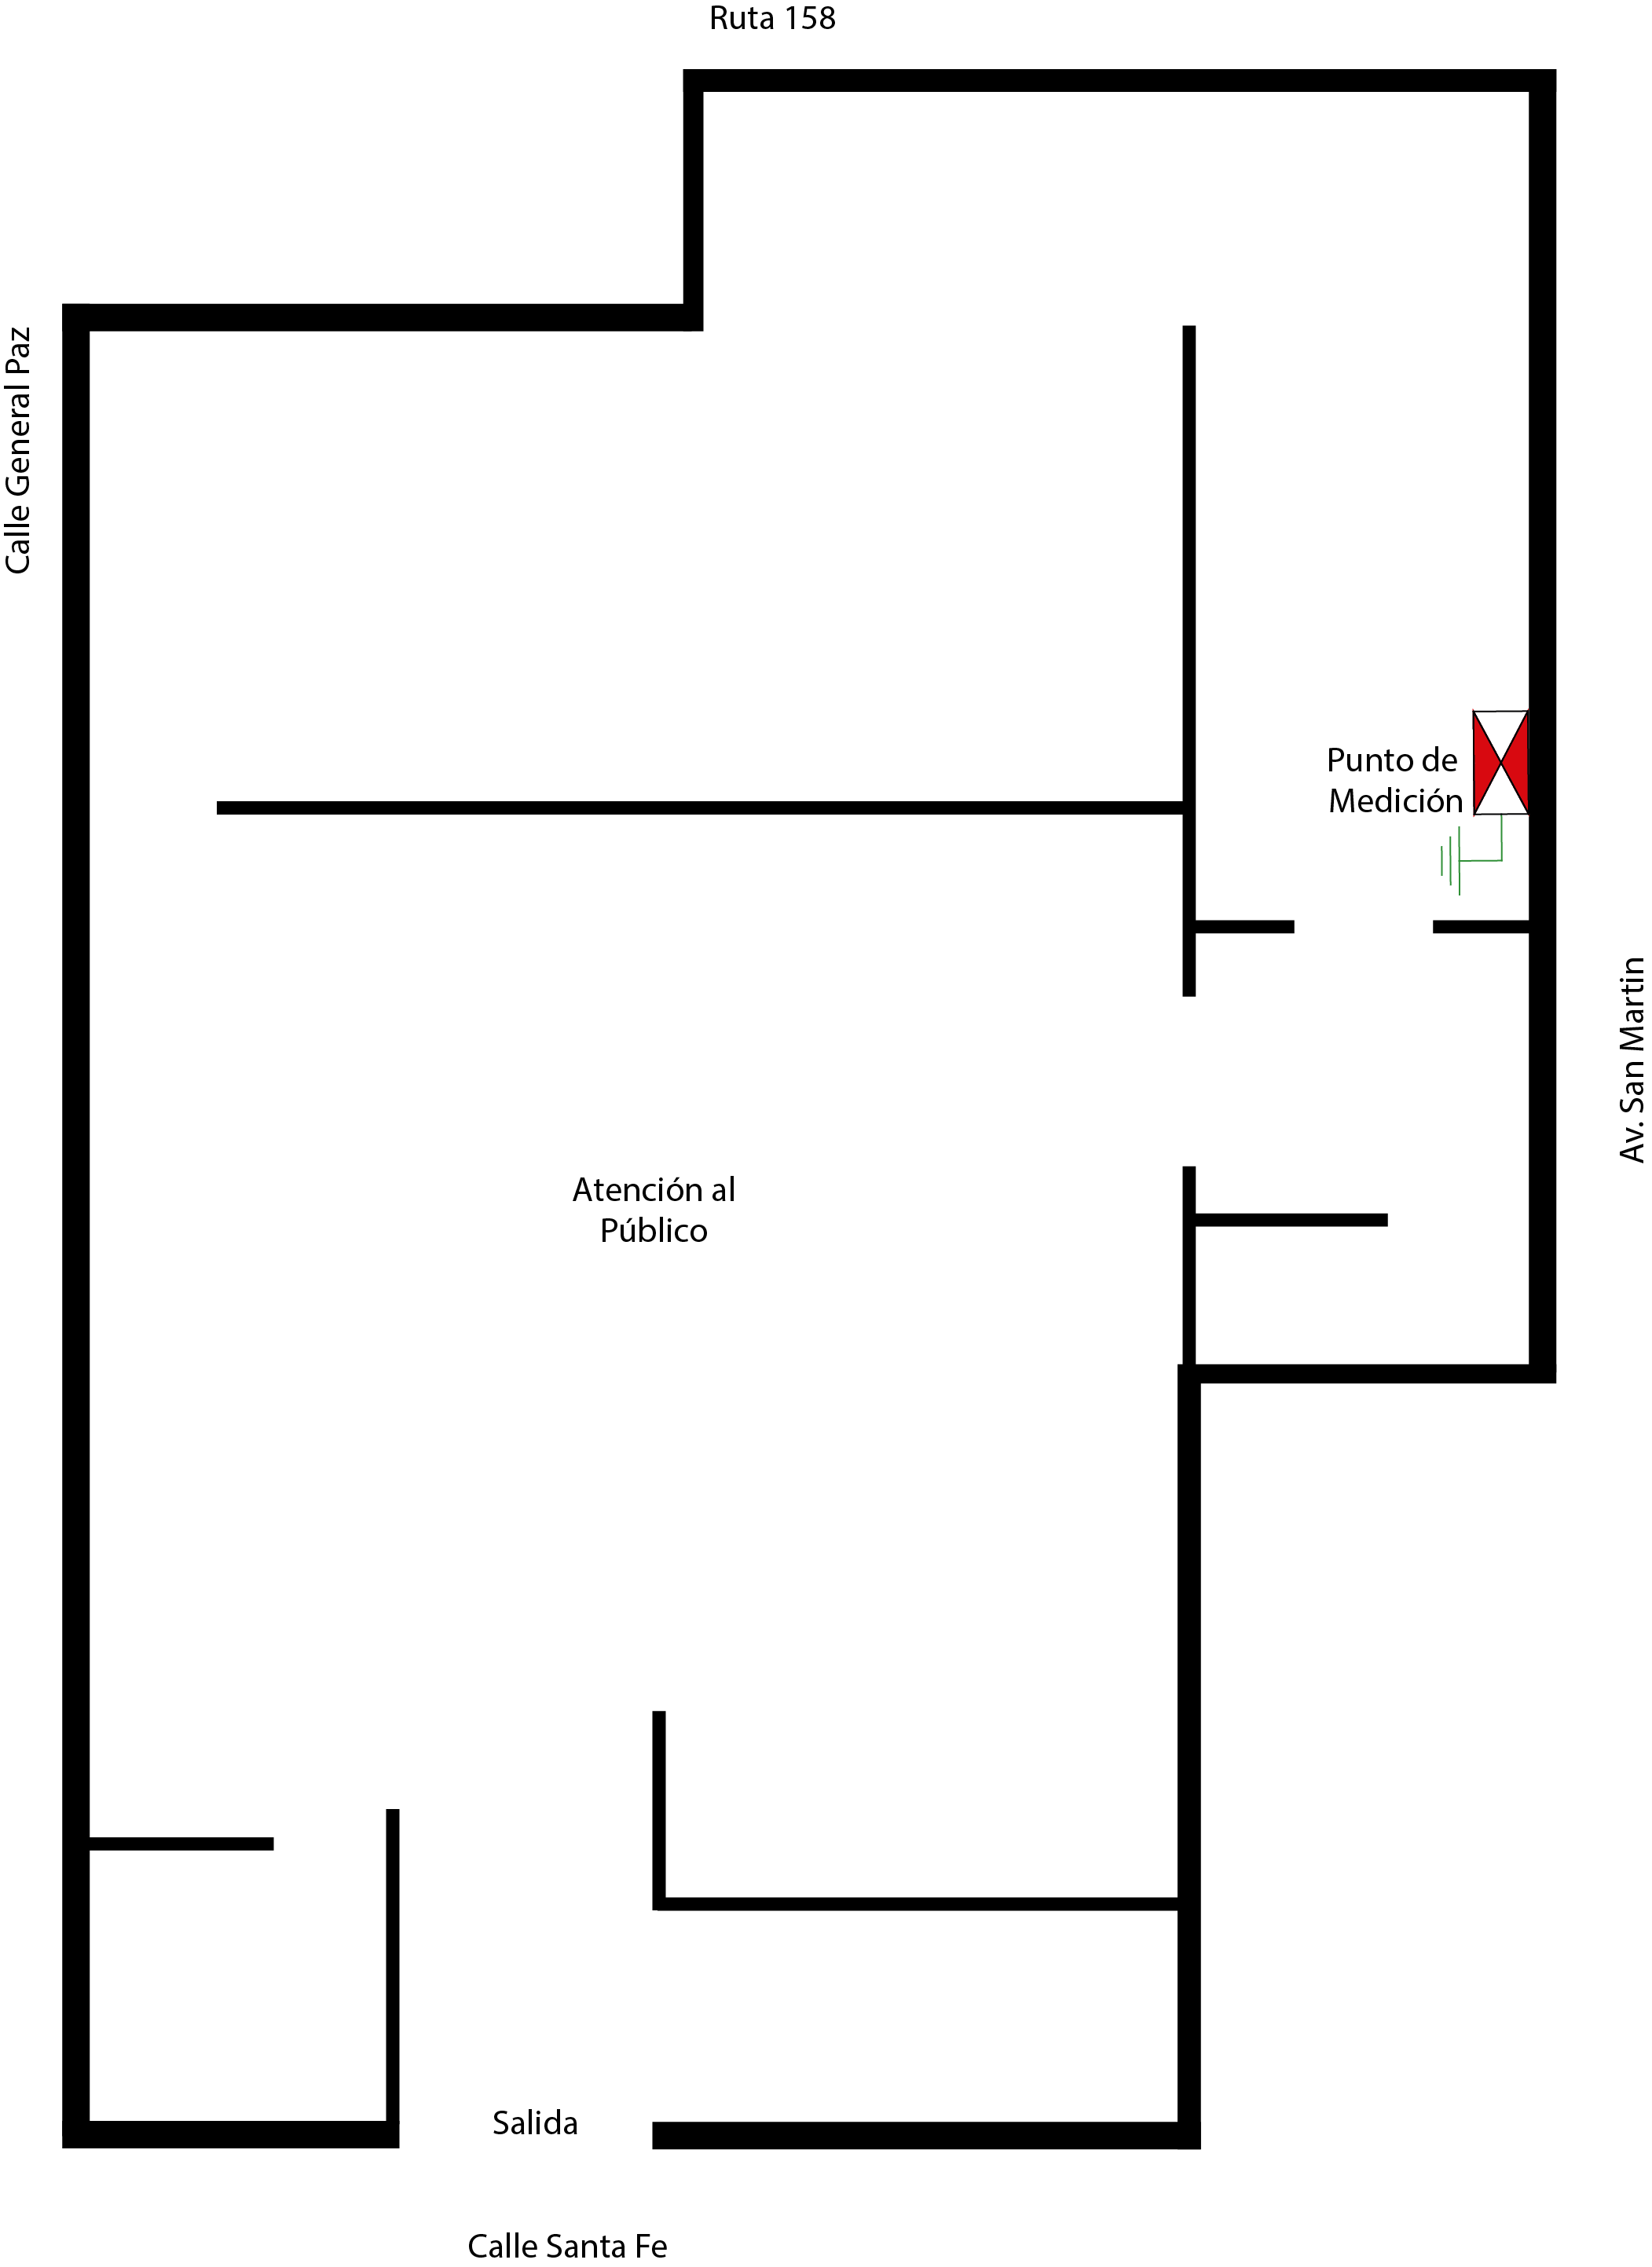 Ruta 158
Calle General Paz
Punto de
Medición
Av. San Martin
Atención al
Público
Salida
Calle Santa Fe